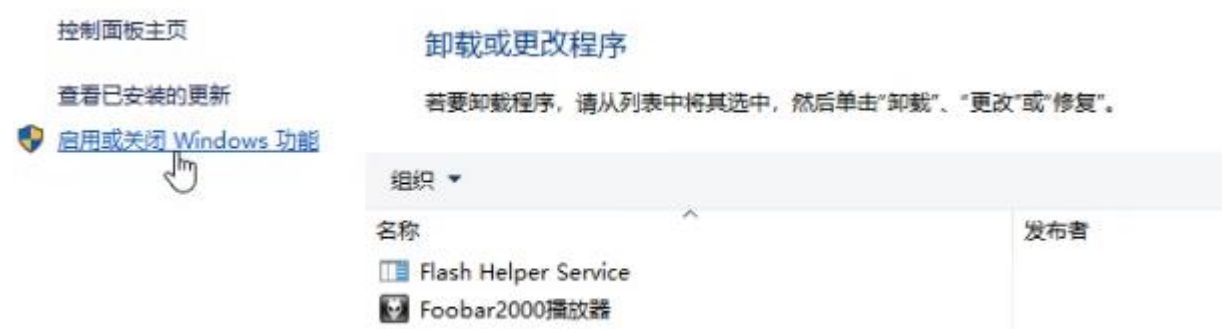 控制面板主页
查看已安装的更新
启用或关闭 Windows 功能
卸载或更改程序
若要卸载程序，请从列表中将其选中，然后单击"卸载"、"更改"或"修复"。
组织
名称
发布者
Flash Helper Service
Foobar2000播放器